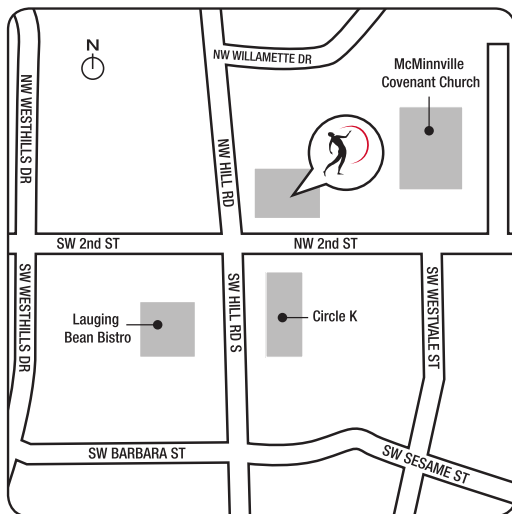 N
NW WILLAMETTE DR
McMinnville
Covenant Church
NW WESTHILLS DR
NW HILL RD
SW 2nd ST
NW 2nd ST
SW WESTHILLS DR
SW HILL RD S
SW WESTVALE ST
Lauging
Bean Bistro
Circle K
SW BARBARA ST
SW SESAME ST